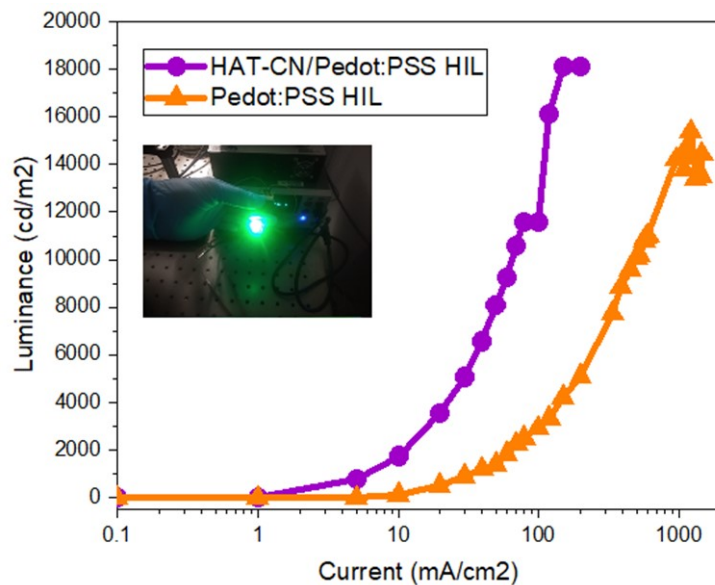 20000
18000
16000
14000
12000
10000
8000
6000
4000
2000
0
Luminance (cd/m2)
HAT-CN/Pedot:PSS HIL
Pedot:PSS HIL
0.1 1 10 100 1000
Current (mA/cm2)